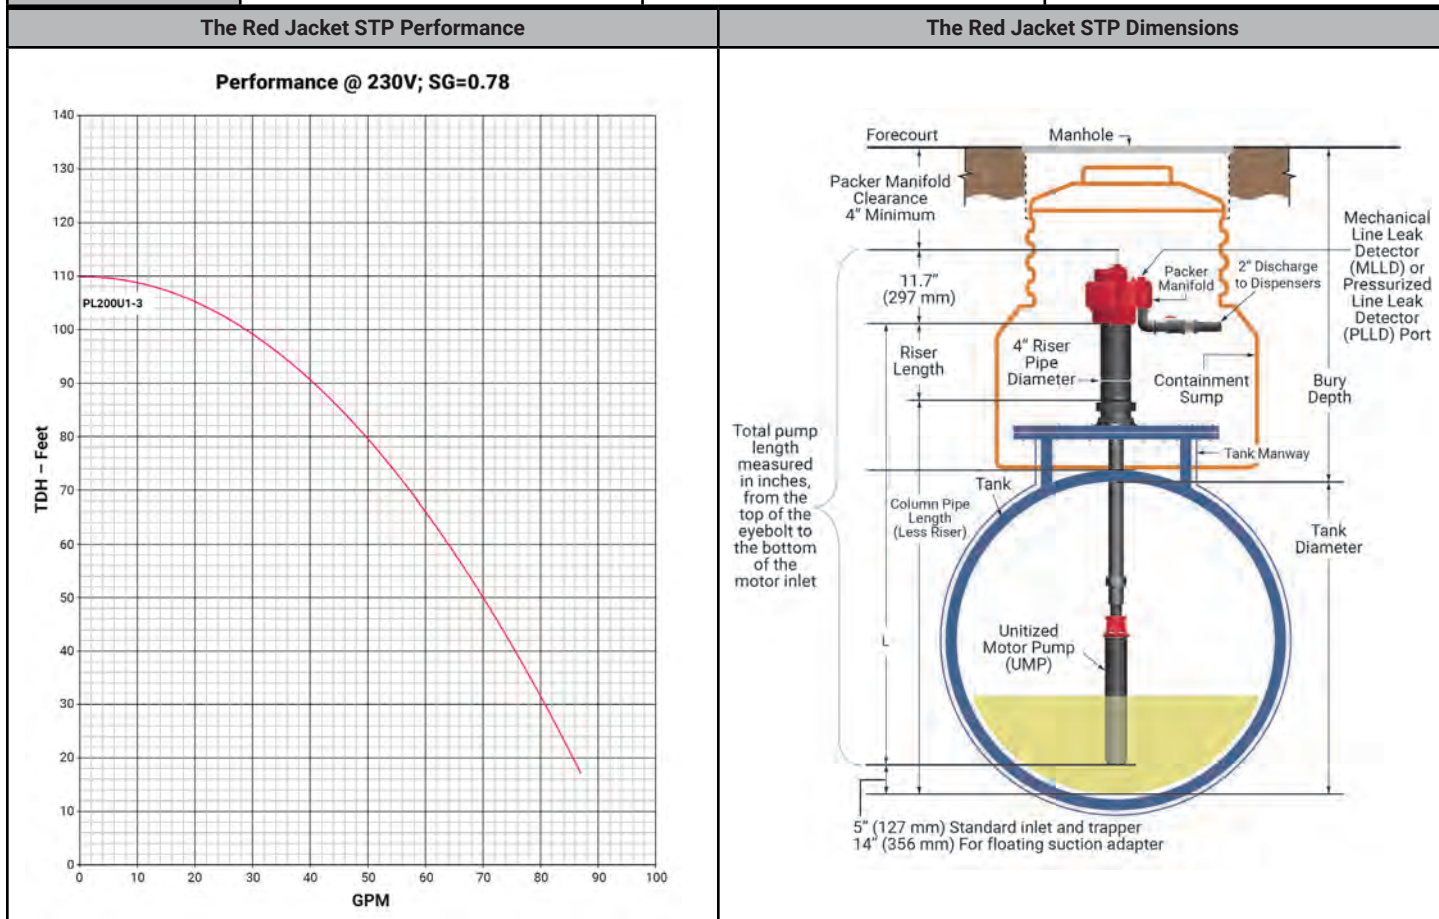 The Red Jacket STP Performance
The Red Jacket STP Dimensions
Performance @ 230V; SG=0.78
140
130
120
110
100
90
80
70
60
50
40
30
20
10
0
TDH – Feet
PL200U1-3
0
10
20
30
40
50
60
70
80
90
100
GPM
Forecourt
Manhole
Packer Manifold
Clearance
4" Minimum
11.7"
(297 mm)
Packer
Manifold
2" Discharge
to Dispensers
Mechanical
Line Leak
Detector
(MLLD) or
Pressurized
Line Leak
Detector
(PLLD) Port
Riser
Length
4" Riser
Pipe
Diameter
Containment
Sump
Bury
Depth
Total pump
length
measured
in inches,
from the
top of the
eyebolt to
the bottom
of the
motor inlet
Tank Manway
Tank
Column Pipe
Length
(Less Riser)
Tank
Diameter
L
Unitized
Motor Pump
(UMP)
5" (127 mm) Standard inlet and trapper
14" (356 mm) For floating suction adapter